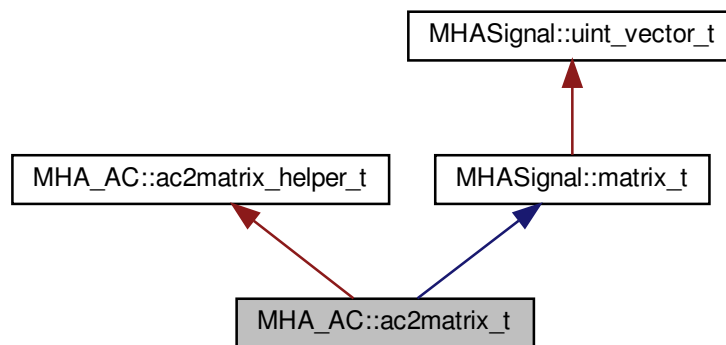 MHASignal::uint_vector_t
MHA_AC::ac2matrix_helper_t
MHASignal::matrix_t
MHA_AC::ac2matrix_t